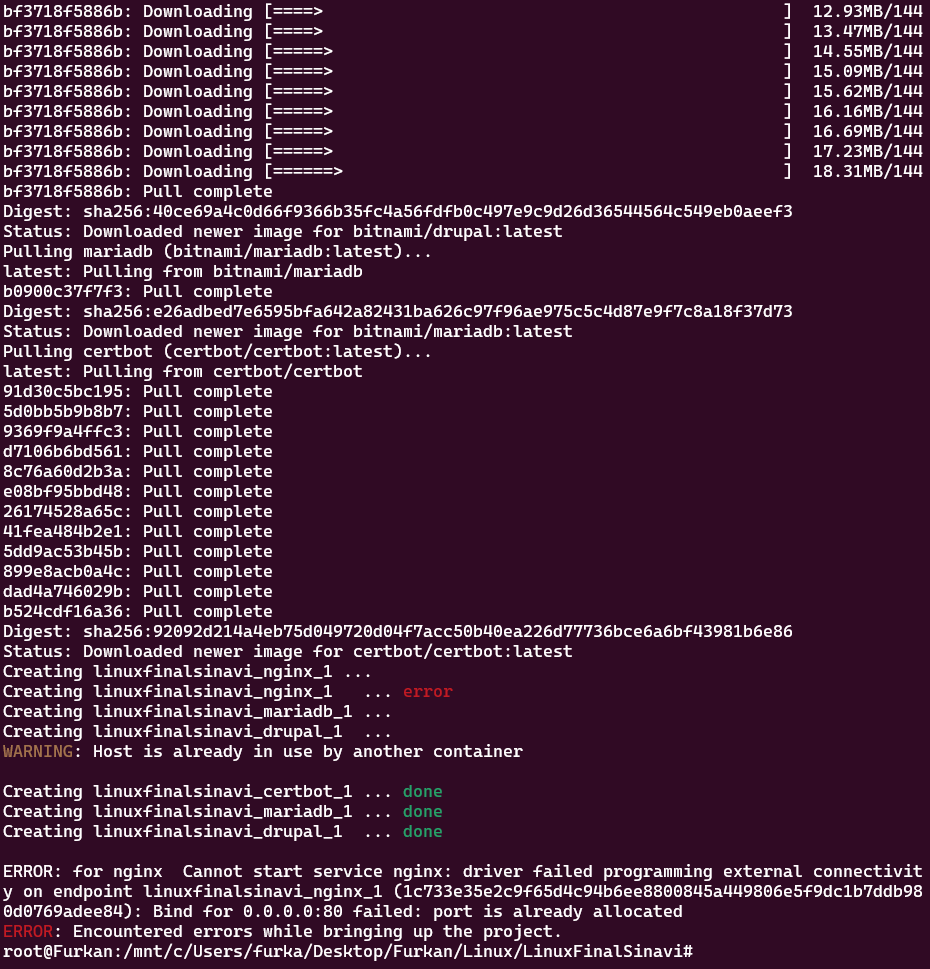 bf3718f5886b: Downloading [====>                                              ]  12.93MB/144
bf3718f5886b: Downloading [====>                                              ]  13.47MB/144
bf3718f5886b: Downloading [=====>                                             ]  14.55MB/144
bf3718f5886b: Downloading [=====>                                             ]  15.09MB/144
bf3718f5886b: Downloading [=====>                                             ]  15.62MB/144
bf3718f5886b: Downloading [=====>                                             ]  16.16MB/144
bf3718f5886b: Downloading [=====>                                             ]  16.69MB/144
bf3718f5886b: Downloading [=====>                                             ]  17.23MB/144
bf3718f5886b: Downloading [======>                                            ]  18.31MB/144
bf3718f5886b: Pull complete
Digest: sha256:40ce69a4c0d66f9366b35fc4a56fdfb0c497e9c9d26d36544564c549eb0aeef3
Status: Downloaded newer image for bitnami/drupal:latest
Pulling mariadb (bitnami/mariadb:latest)...
latest: Pulling from bitnami/mariadb
b0900c37f7f3: Pull complete
Digest: sha256:e26adbed7e6595bfa642a82431ba626c97f96ae975c5c4d87e9f7c8a18f37d73
Status: Downloaded newer image for bitnami/mariadb:latest
Pulling certbot (certbot/certbot:latest)...
latest: Pulling from certbot/certbot
91d30c5bc195: Pull complete
5d0bb5b9b8b7: Pull complete
9369f9a4ffc3: Pull complete
d7106b6bd561: Pull complete
8c76a60d2b3a: Pull complete
e08bf95bbd48: Pull complete
26174528a65c: Pull complete
41fea484b2e1: Pull complete
5dd9ac53b45b: Pull complete
899e8acb0a4c: Pull complete
dad4a746029b: Pull complete
b524cdf16a36: Pull complete
Digest: sha256:92092d214a4eb75d049720d04f7acc50b40ea226d77736bce6a6bf43981b6e86
Status: Downloaded newer image for certbot/certbot:latest
Creating linuxfinalsinavi_nginx_1 ...
Creating linuxfinalsinavi_nginx_1   ... error
Creating linuxfinalsinavi_mariadb_1 ...
Creating linuxfinalsinavi_drupal_1  ...
WARNING: Host is already in use by another container
Creating linuxfinalsinavi_certbot_1 ... done
Creating linuxfinalsinavi_mariadb_1 ... done
Creating linuxfinalsinavi_drupal_1  ... done
ERROR: for nginx  Cannot start service nginx: driver failed programming external connectivit
y on endpoint linuxfinalsinavi_nginx_1 (1c733e35e2c9f65d4c94b6ee8800845a449806e5f9dc1b7ddb98
0d0769adee84): Bind for 0.0.0.0:80 failed: port is already allocated
ERROR: Encountered errors while bringing up the project.
root@Furkan:/mnt/c/Users/furka/Desktop/Furkan/Linux/LinuxFinalSinavi#